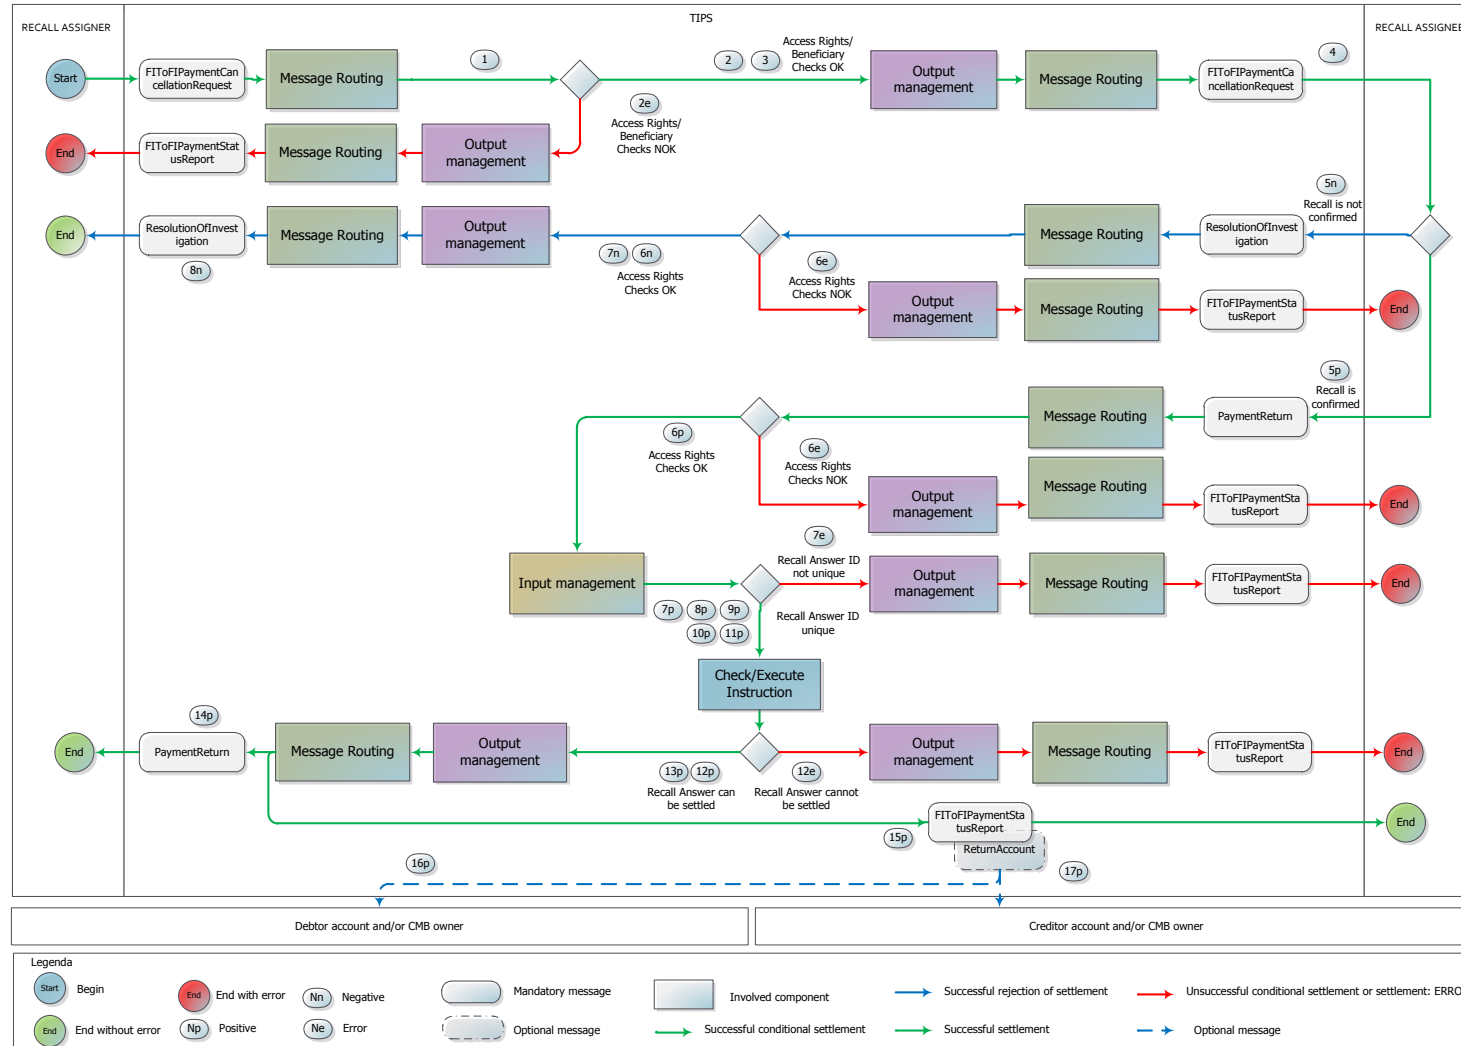 TIPS
RECALL ASSIGNER
RECALL ASSIGNEE
Start
FIToFIPaymentCan
cellationRequest
Message Routing
1
2
3
Access Rights/
Beneficiary
Checks OK
Output
management
Message Routing
FIToFIPaymentCa
ncellationRequest
4
2e
Access Rights/
Beneficiary
Checks NOK
End
FIToFIPaymentStat
usReport
Message Routing
Output
management
5n
Recall is not
confirmed
End
ResolutionOfInvest
igation
8n
Message Routing
Output
management
7n
6n
Access Rights
Checks OK
Message Routing
ResolutionOfInvest
igation
6e
Access Rights
Checks NOK
Output
management
Message Routing
FIToFIPaymentSta
tusReport
End
5p
Recall is
confirmed
Message Routing
PaymentReturn
6p
Access Rights
Checks OK
6e
Access Rights
Checks NOK
Output
management
Message Routing
FIToFIPaymentSta
tusReport
End
7e
Recall Answer ID
not unique
Input management
Output
management
Message Routing
FIToFIPaymentSta
tusReport
End
7p
8p
9p
10p
11p
Recall Answer ID
unique
Check/Execute
Instruction
14p
End
PaymentReturn
Message Routing
Output
management
13p
12p
Recall Answer can
be settled
12e
Recall Answer cannot
be settled
Output
management
Message Routing
FIToFIPaymentSta
tusReport
End
FIToFIPaymentSta
tusReport
End
15p
ReturnAccount
16p
17p
Debtor account and/or CMB owner
Creditor account and/or CMB owner
Legenda
Start
Begin
End
End with error
Nn
Negative
Mandatory message
Involved component
Successful rejection of settlement
Unsuccessful conditional settlement or settlement: ERRO
End
End without error
Np
Positive
Ne
Error
Optional message
Successful conditional settlement
Successful settlement
Optional message